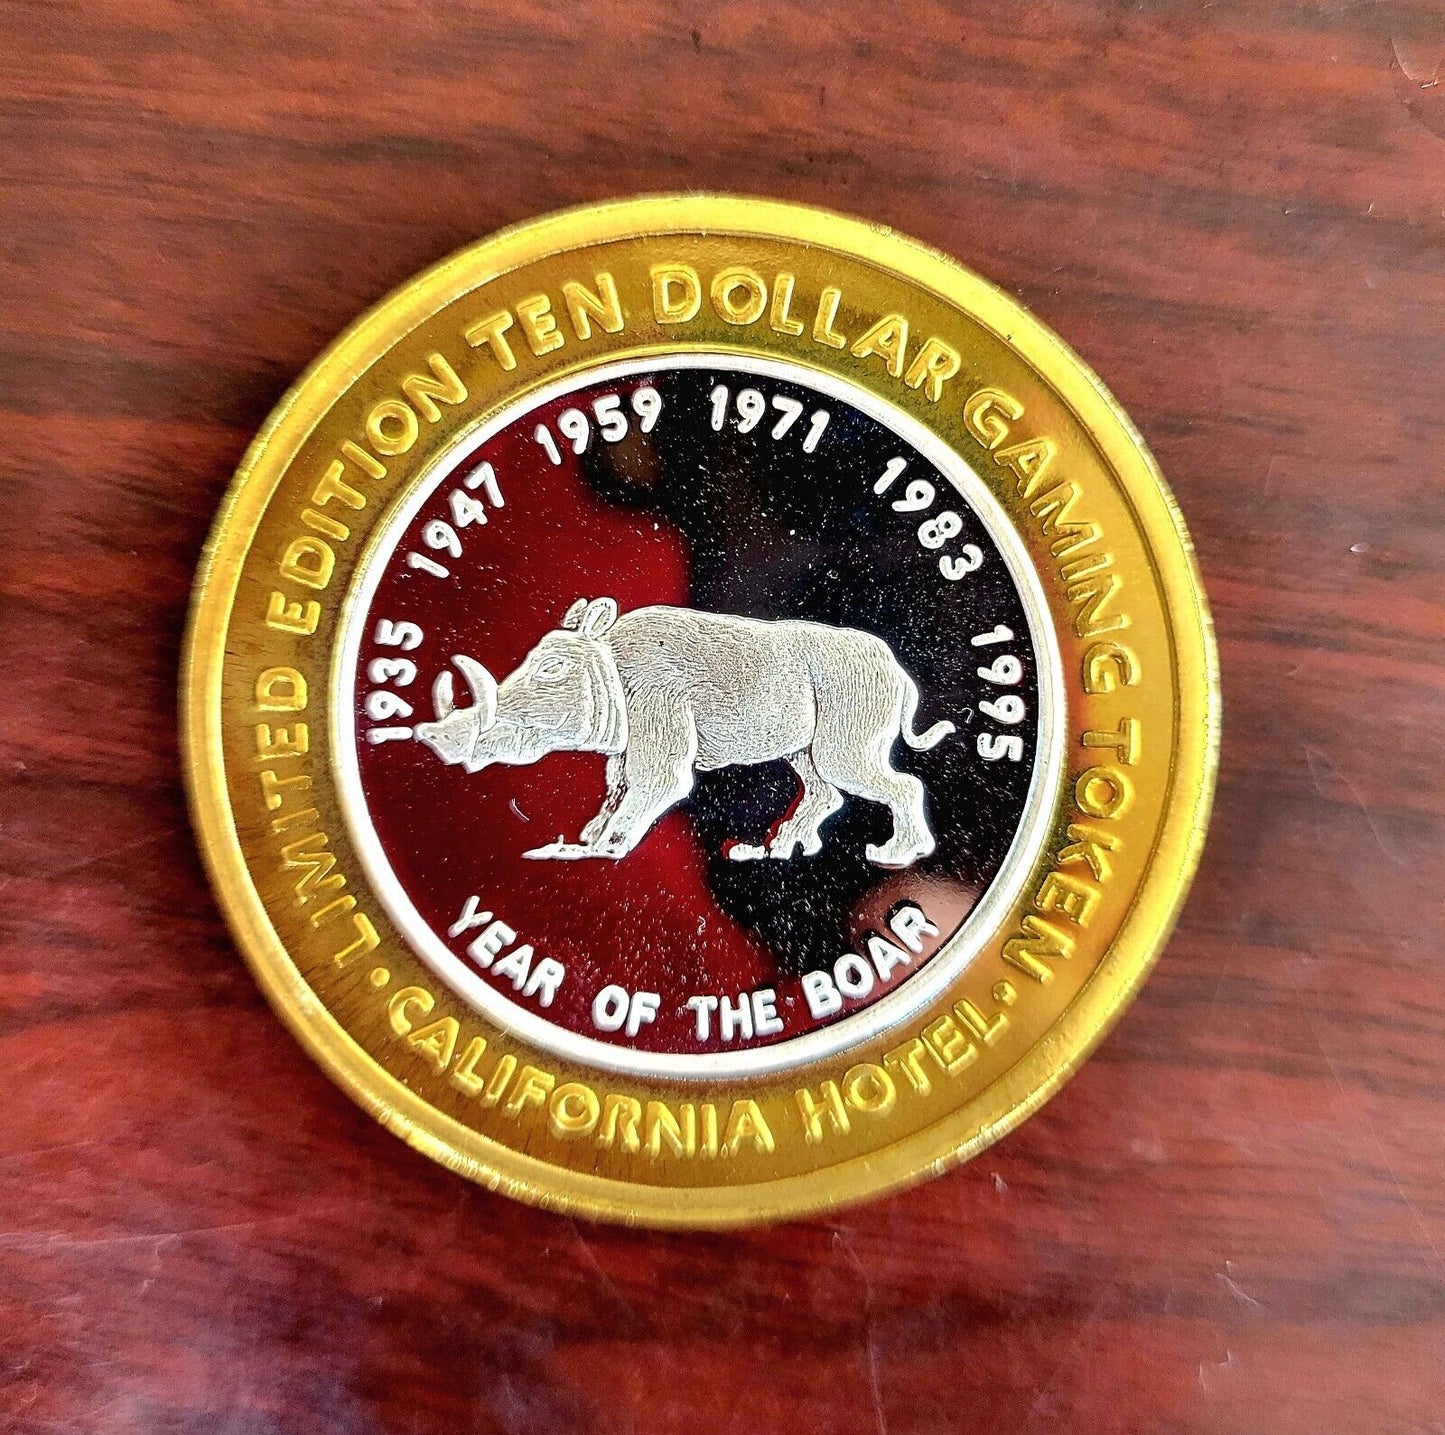 LIMITED EDITION TEN DOLLAR GAMING TOKEN
• CALIFORNIA HOTEL •
1935 1947 1959 1971 1983 1995
YEAR OF THE BOAR